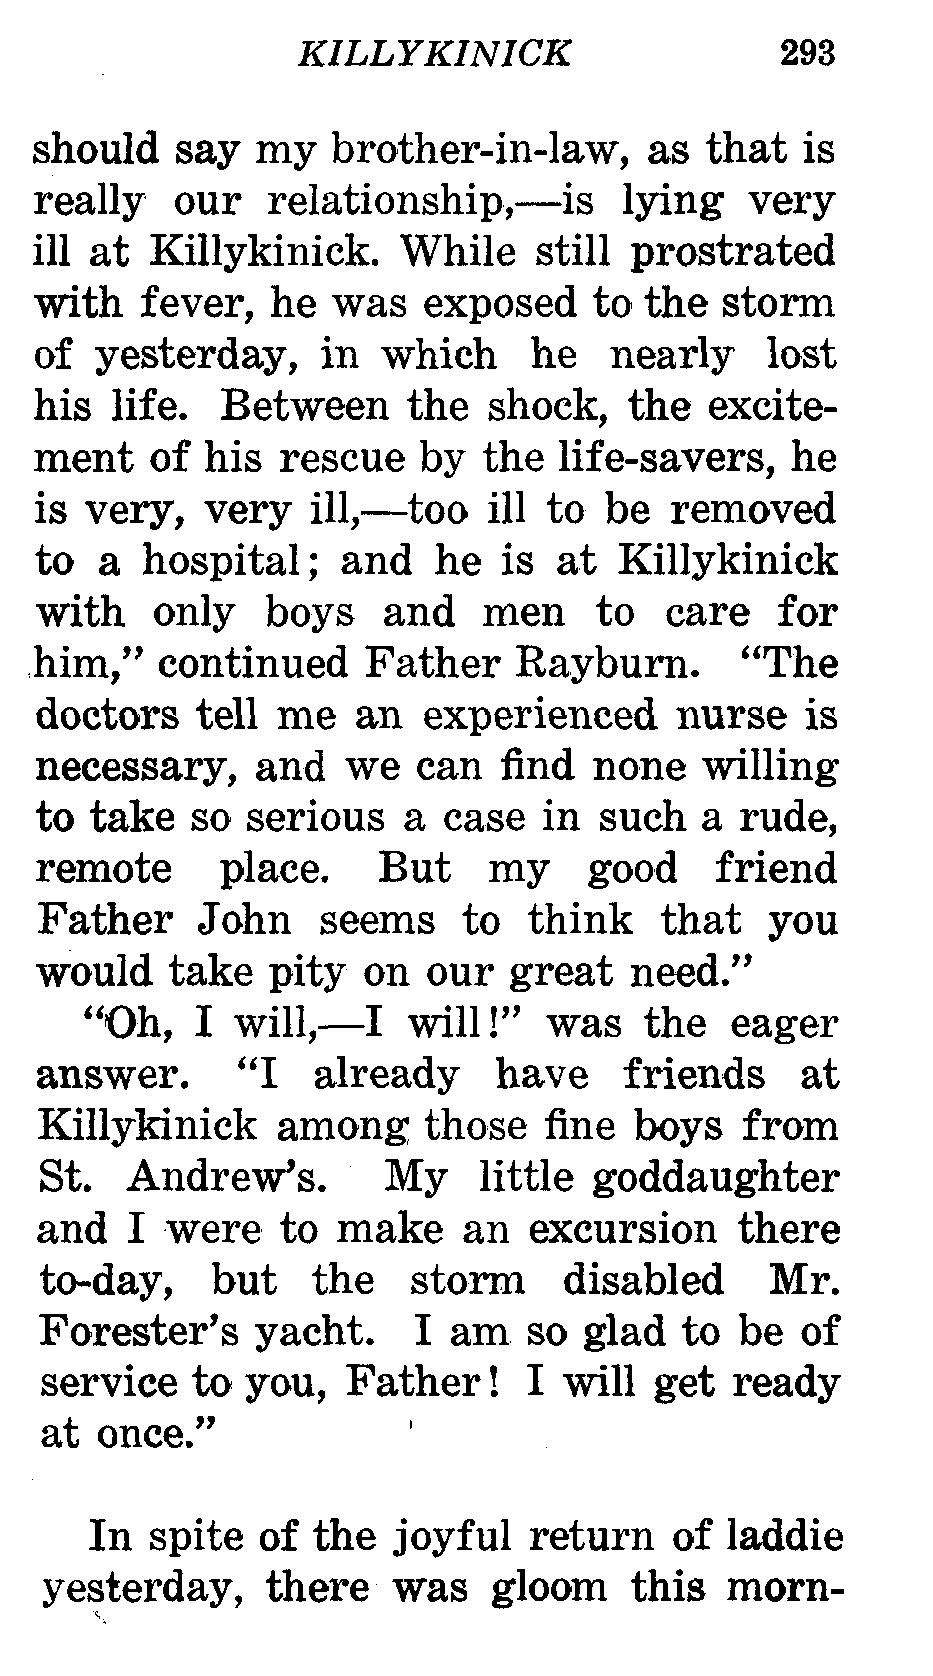 KILLYKINICK 293
should say my brother-in-law, as that is
really our relationship,—is lying very
ill at Killykinick. While still prostrated
with fever, he was exposed to the storm
of yesterday, in which he nearly lost
his life. Between the shock, the excite-
ment of his rescue by the life-savers, he
is very, very ill,—too ill to be removed
to a hospital; and he is at Killykinick
with only boys and men to care for
him,” continued Father Rayburn. “The
doctors tell me an experienced nurse is
necessary, and we can find none willing
to take so serious a case in such a rude,
remote place. But my good friend
Father John seems to think that you
would take pity on our great need.”
“Oh, I will,—I will!” was the eager
answer. “I already have friends at
Killykinick among those fine boys from
St. Andrew’s. My little goddaughter
and I were to make an excursion there
to-day, but the storm disabled Mr.
Forester’s yacht. I am so glad to be of
service to you, Father! I will get ready
at once.”
In spite of the joyful return of laddie
yesterday, there was gloom this morn-